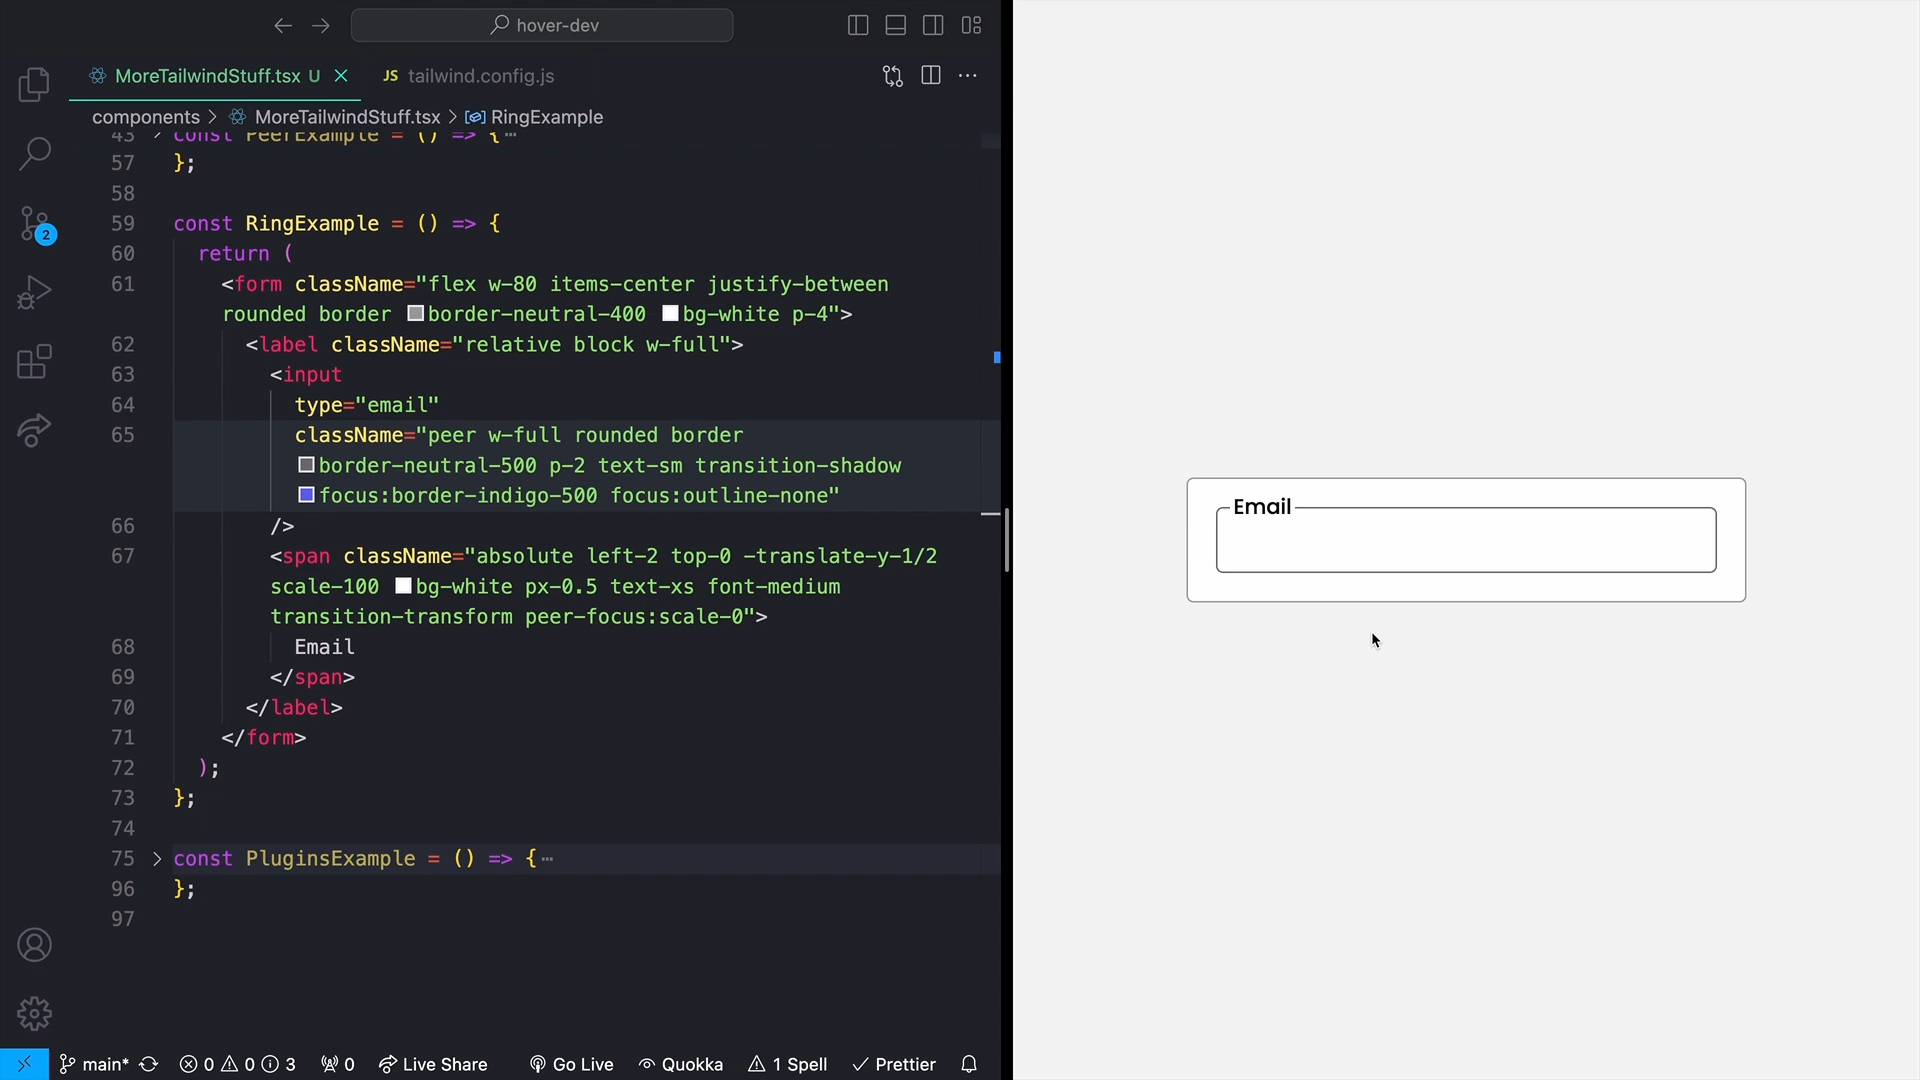 hover-dev
MoreTailwindStuff.tsx U
JS tailwind.config.js
components > MoreTailwindStuff.tsx > RingExample
43 const PeerExample = () => {
57 };
58
59 const RingExample = () => {
60 return (
61 <form className="flex w-80 items-center justify-between
rounded border border-neutral-400 bg-white p-4">
62 <label className="relative block w-full">
63 <input
64 type="email"
65 className="peer w-full rounded border
border-neutral-500 p-2 text-sm transition-shadow
focus:border-indigo-500 focus:outline-none"
66 />
67 <span className="absolute left-2 top-0 -translate-y-1/2
scale-100 bg-white px-0.5 text-xs font-medium
transition-transform peer-focus:scale-0">
68 Email
69 </span>
70 </label>
71 </form>
72 );
73 };
74
75 const PluginsExample = () => {
96 };
97
2
main* 0 0 3 0 Live Share Go Live Quokka 1 Spell Prettier
Email